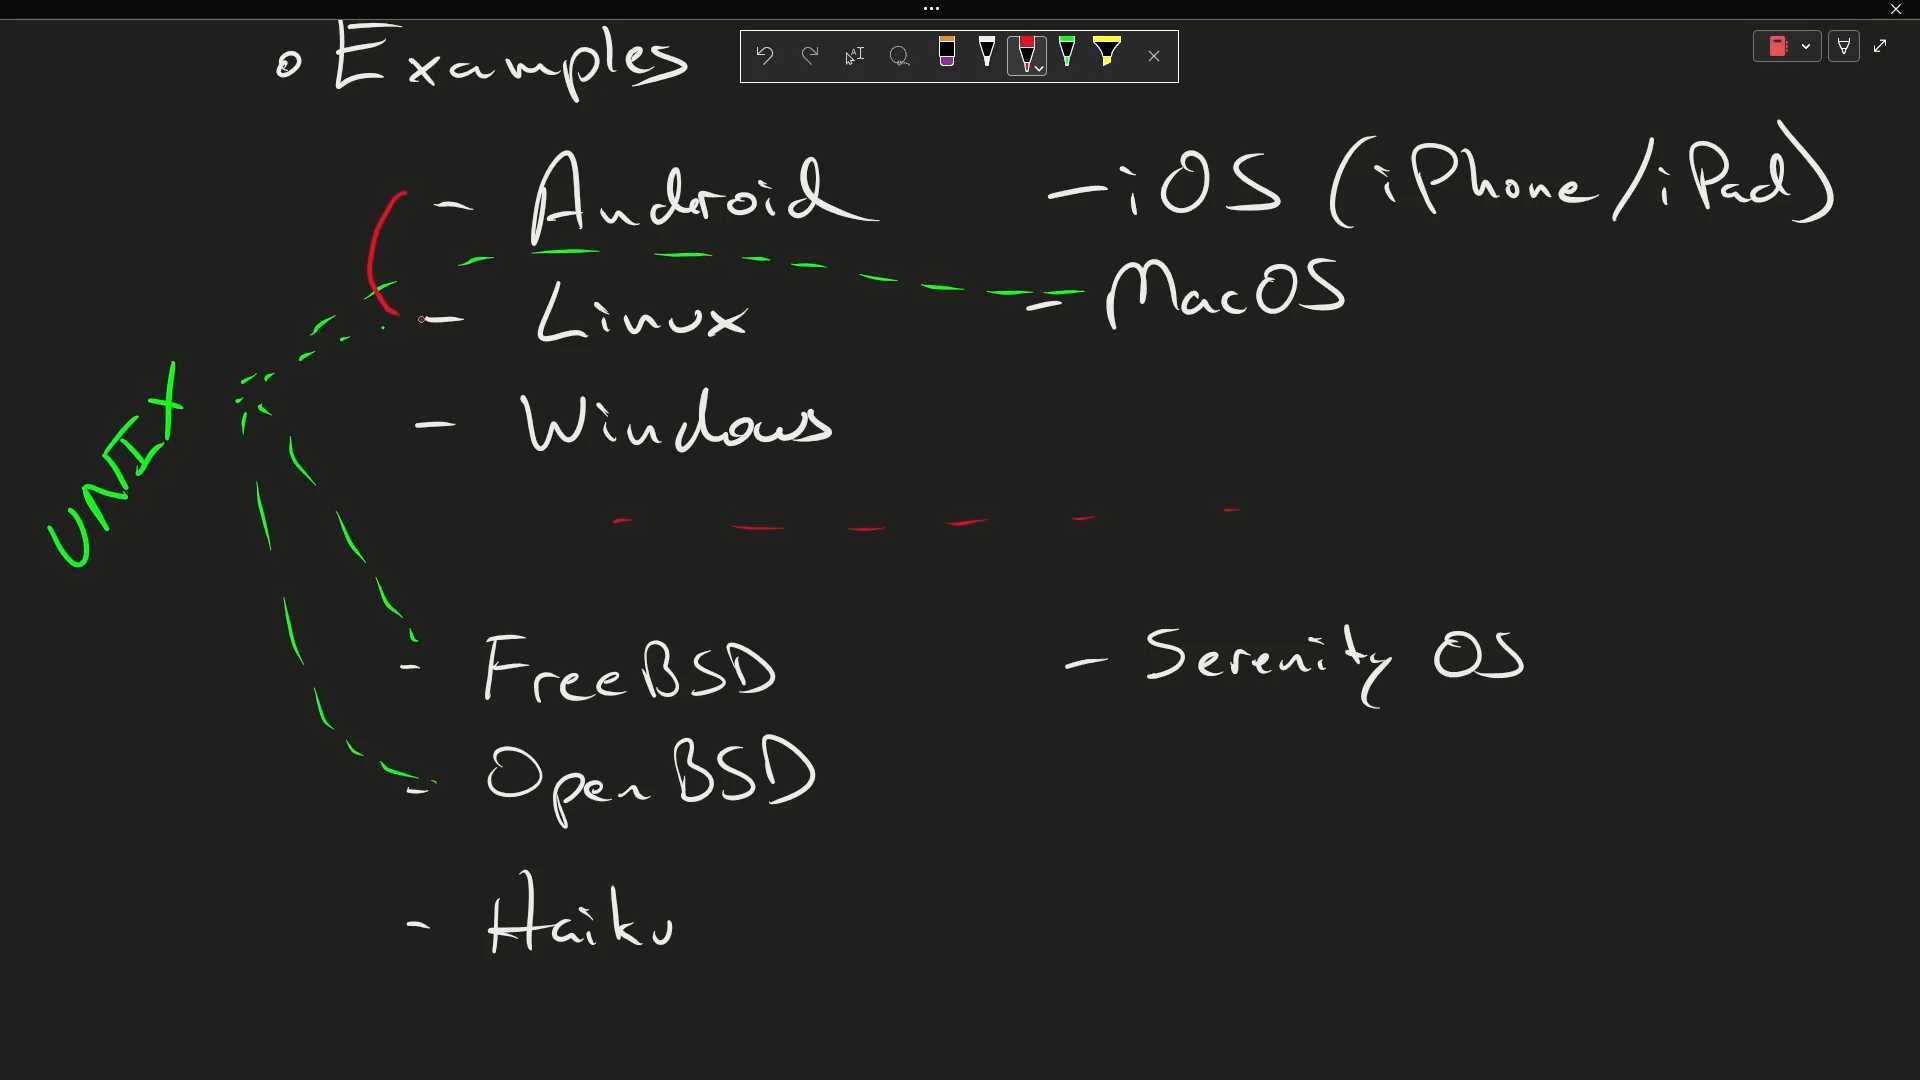 Examples
- Android
- iOS (iPhone/iPad)
- Linux
- MacOS
- Windows
UNIX
- FreeBSD
- Serenity OS
- OpenBSD
- Haiku